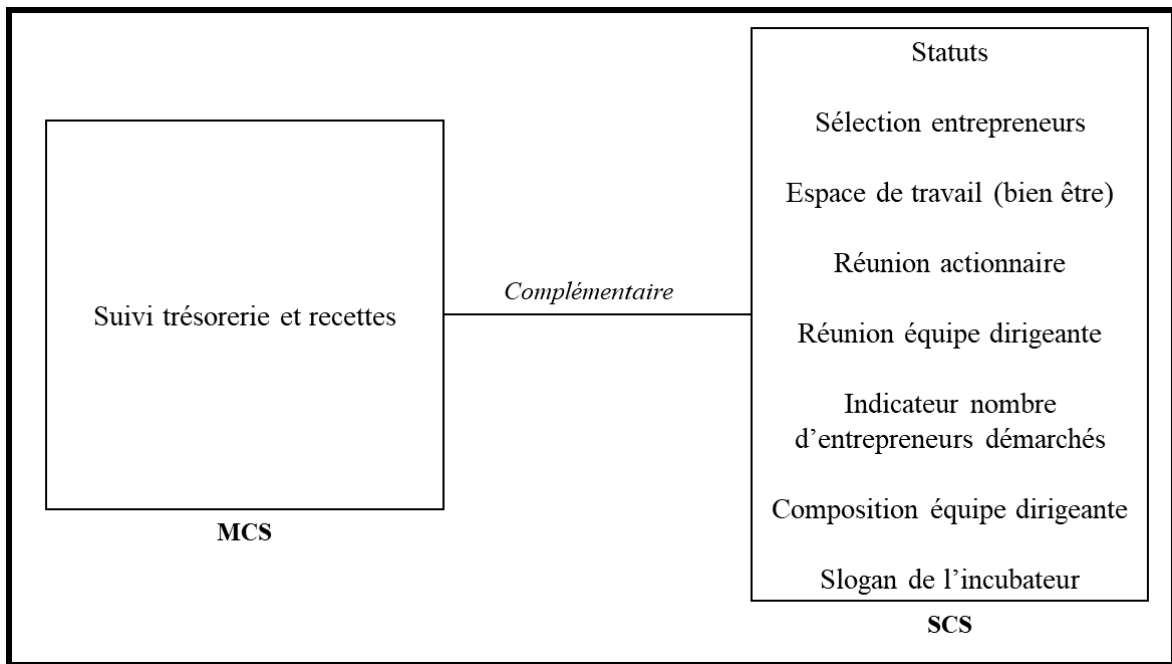 Suivi trésorerie et recettes
MCS
Complémentaire
Statuts
Sélection entrepreneurs
Espace de travail (bien être)
Réunion actionnaire
Réunion équipe dirigeante
Indicateur nombre
d’entrepreneurs démarchés
Composition équipe dirigeante
Slogan de l’incubateur
SCS